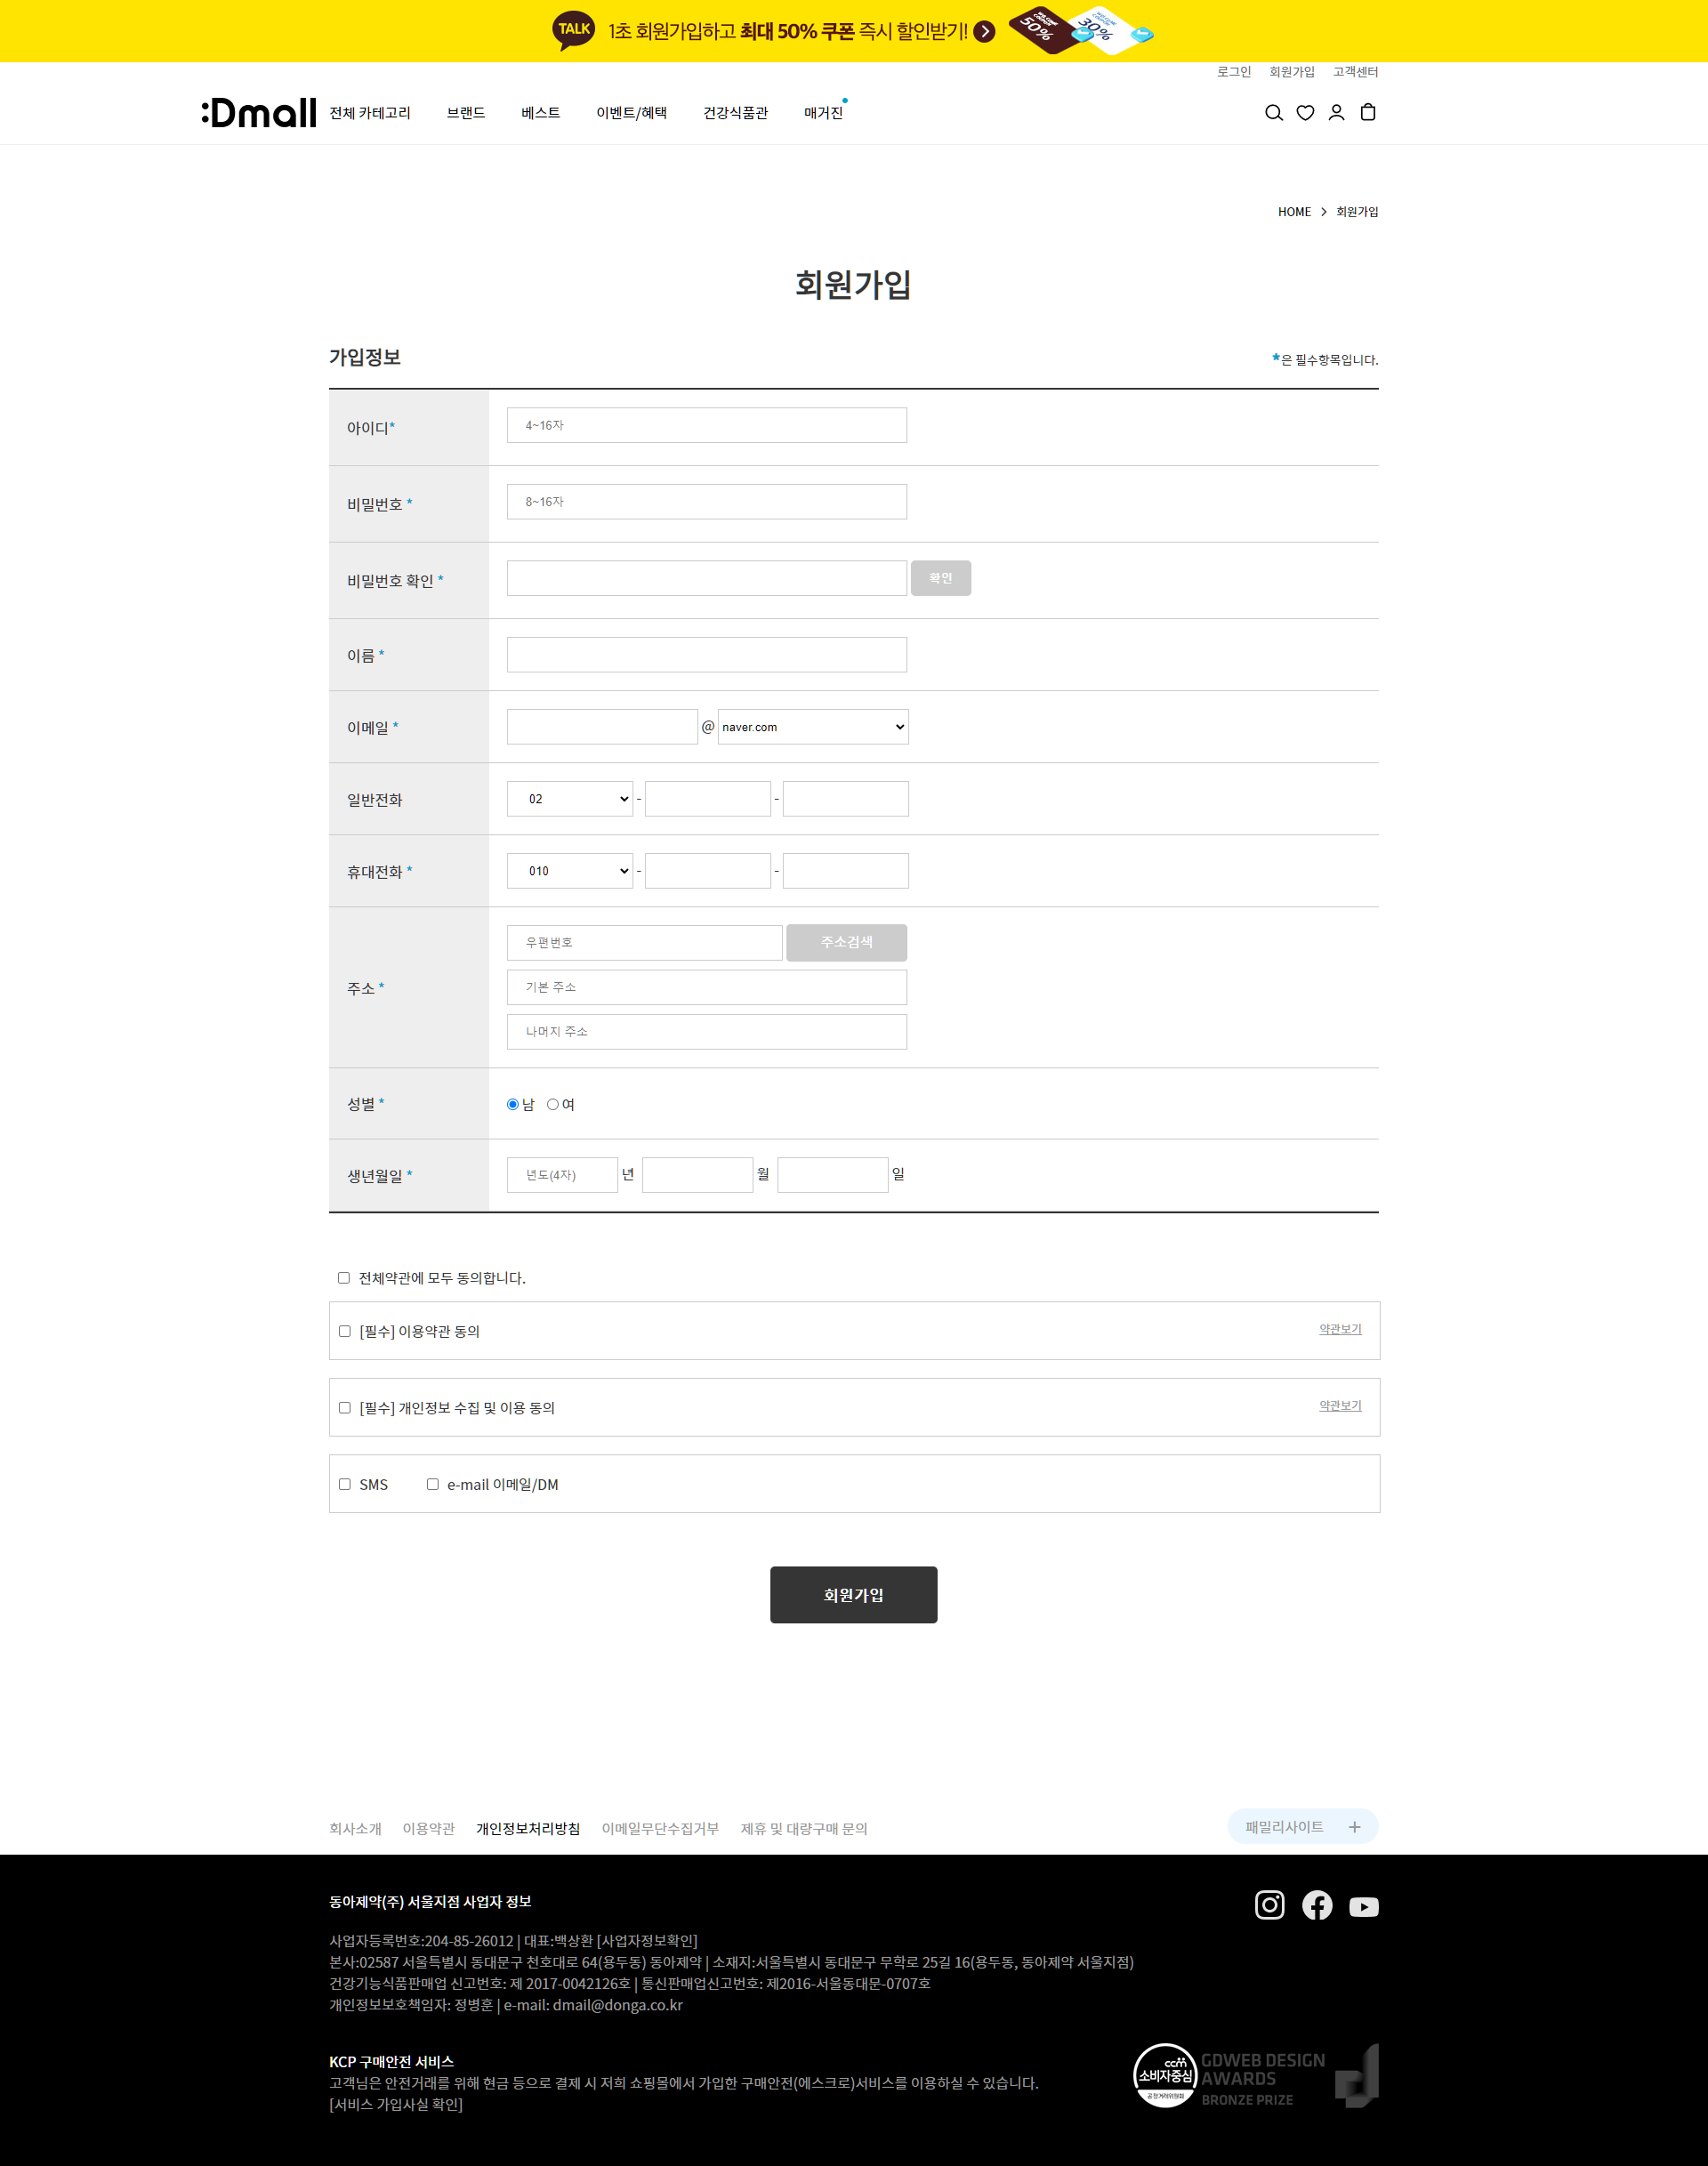 TALK 1초 회원가입하고 최대 50% 쿠폰 즉시 할인받기! 50% 30%
로그인 회원가입 고객센터
:Dmall 전체 카테고리 브랜드 베스트 이벤트/혜택 건강식품관 매거진
HOME > 회원가입
회원가입
가입정보 *은 필수항목입니다.
아이디* 4~16자
비밀번호 * 8~16자
비밀번호 확인 * 확인
이름 *
이메일 * @ naver.com
일반전화 02 - -
휴대전화 * 010 - -
우편번호 주소검색
주소 * 기본 주소
나머지 주소
성별 * 남 여
생년월일 * 년도(4자) 년 월 일
전체약관에 모두 동의합니다.
[필수] 이용약관 동의 약관보기
[필수] 개인정보 수집 및 이용 동의 약관보기
SMS e-mail 이메일/DM
회원가입
회사소개 이용약관 개인정보처리방침 이메일무단수집거부 제휴 및 대량구매 문의 패밀리사이트 +
동아제약(주) 서울지점 사업자 정보
사업자등록번호:204-85-26012 | 대표:백상환 [사업자정보확인]
본사:02587 서울특별시 동대문구 천호대로 64(용두동) 동아제약 | 소재지:서울특별시 동대문구 무학로 25길 16(용두동, 동아제약 서울지점)
건강기능식품판매업 신고번호: 제 2017-0042126호 | 통신판매업신고번호: 제2016-서울동대문-0707호
개인정보보호책임자: 정병훈 | e-mail: dmail@donga.co.kr
KCP 구매안전 서비스
고객님은 안전거래를 위해 현금 등으로 결제 시 저희 쇼핑몰에서 가입한 구매안전(에스크로)서비스를 이용하실 수 있습니다.
[서비스 가입사실 확인]
ccm
소비자중심
공정거래위원회
GDWEB DESIGN
AWARDS
BRONZE PRIZE